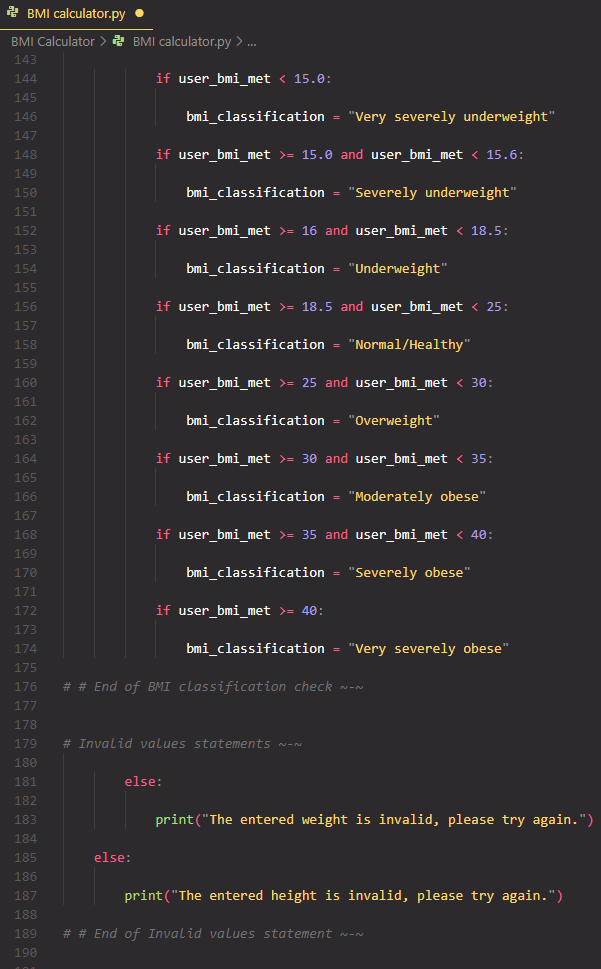 BMI calculator.py
BMI Calculator > BMI calculator.py > ...
143
144 if user_bmi_met < 15.0:
145
146 bmi_classification = "Very severely underweight"
147
148 if user_bmi_met >= 15.0 and user_bmi_met < 15.6:
149
150 bmi_classification = "Severely underweight"
151
152 if user_bmi_met >= 16 and user_bmi_met < 18.5:
153
154 bmi_classification = "Underweight"
155
156 if user_bmi_met >= 18.5 and user_bmi_met < 25:
157
158 bmi_classification = "Normal/Healthy"
159
160 if user_bmi_met >= 25 and user_bmi_met < 30:
161
162 bmi_classification = "Overweight"
163
164 if user_bmi_met >= 30 and user_bmi_met < 35:
165
166 bmi_classification = "Moderately obese"
167
168 if user_bmi_met >= 35 and user_bmi_met < 40:
169
170 bmi_classification = "Severely obese"
171
172 if user_bmi_met >= 40:
173
174 bmi_classification = "Very severely obese"
175
176 # # End of BMI classification check ~-~
177
178
179 # Invalid values statements ~-~
180
181 else:
182
183 print("The entered weight is invalid, please try again.")
184
185 else:
186
187 print("The entered height is invalid, please try again.")
188
189 # # End of Invalid values statement ~-~
190